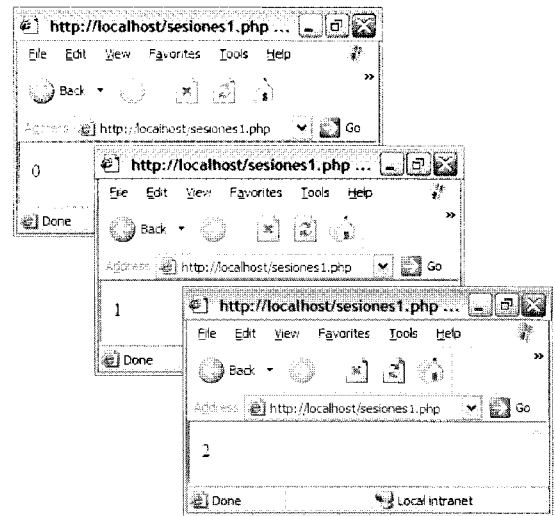 http://localhost/sesiones1.php ...
File Edit View Favorites Tools Help
Back »
Address http://localhost/sesiones1.php Go
0
Done
http://localhost/sesiones1.php ...
File Edit View Favorites Tools Help
Back »
Address http://localhost/sesiones1.php Go
1
Done
http://localhost/sesiones1.php ...
File Edit View Favorites Tools Help
Back »
Address http://localhost/sesiones1.php Go
2
Done Local intranet